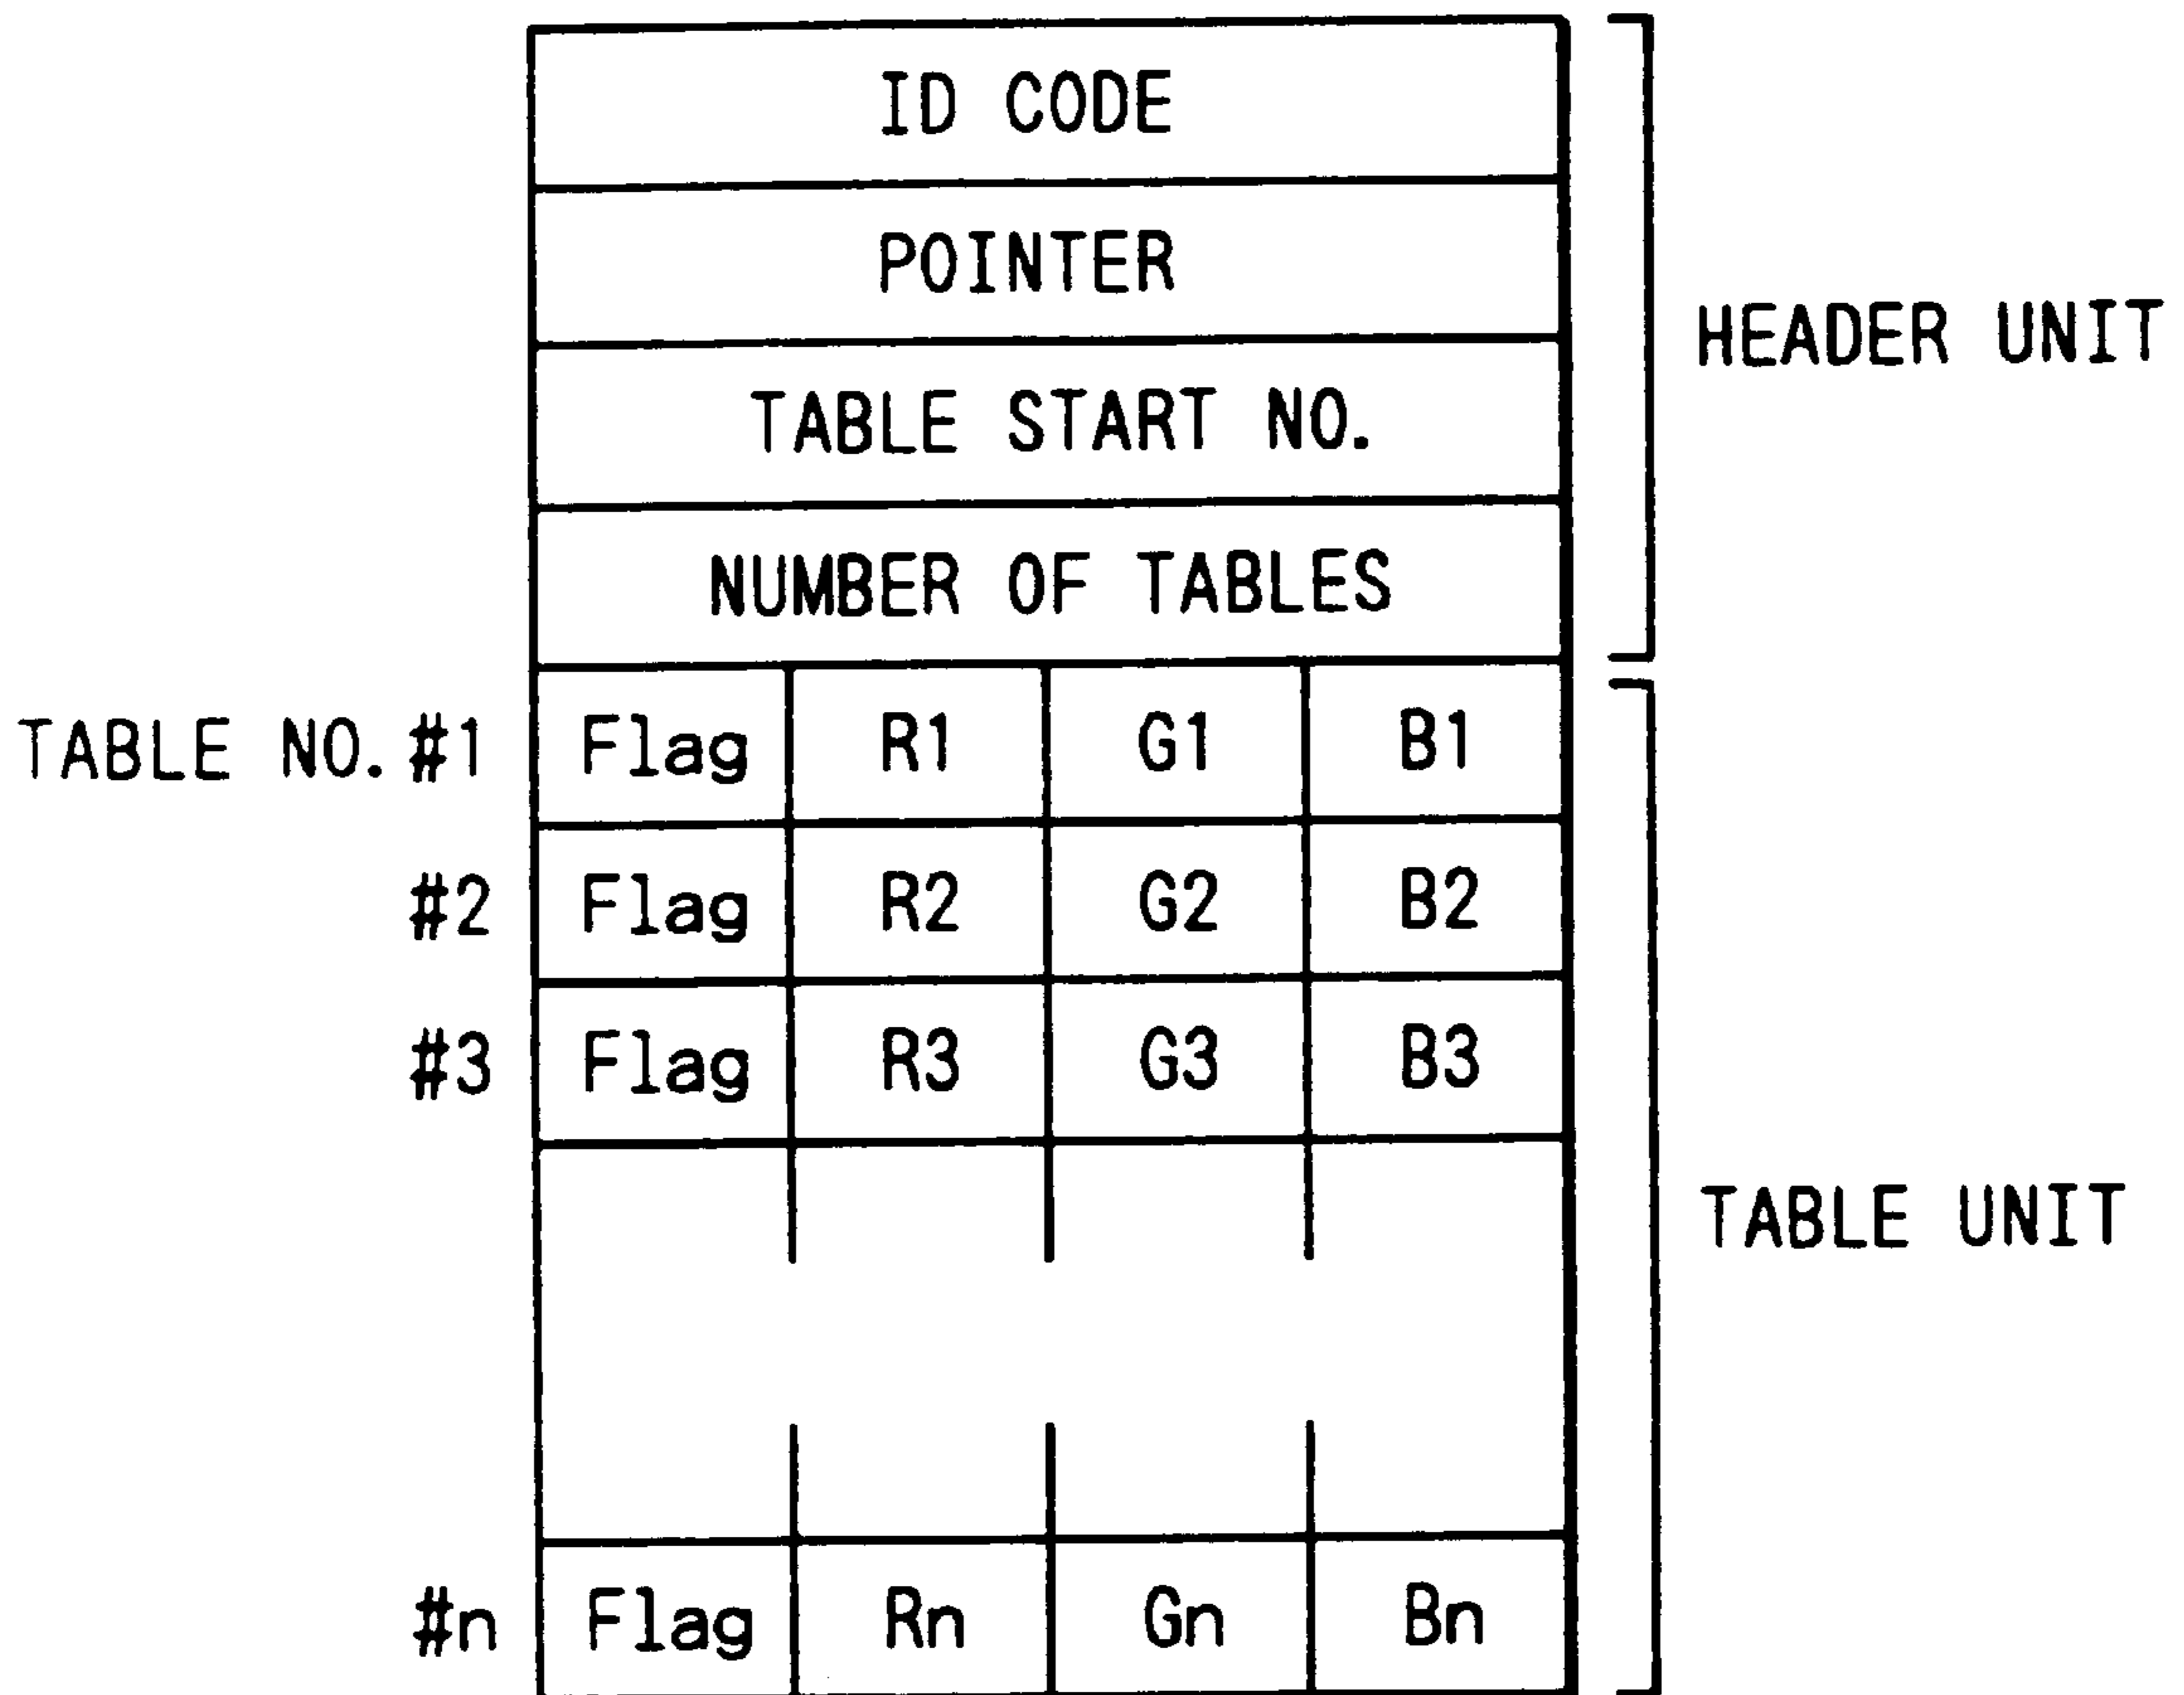 ID CODE
POINTER
HEADER UNIT
TABLE START NO.
NUMBER OF TABLES
TABLE NO. #1 Flag R1 G1 B1
#2 Flag R2 G2 B2
#3 Flag R3 G3 B3
TABLE UNIT
#n Flag Rn Gn Bn